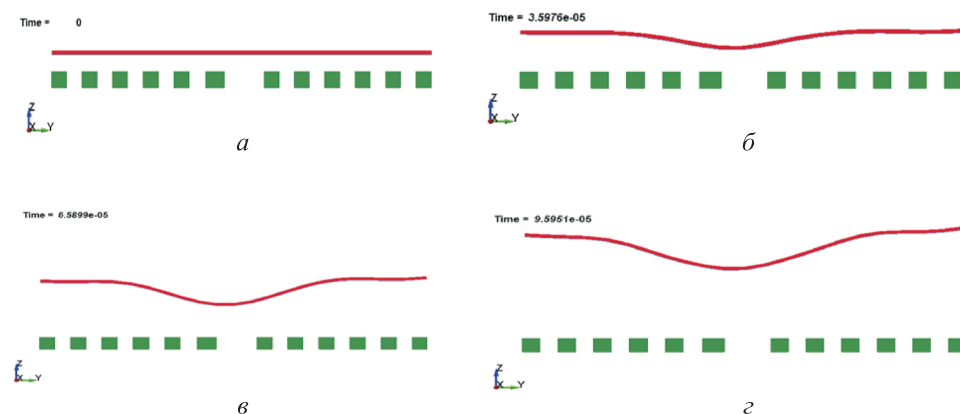 Time = 0
Z
X Y
а
Time = 3.5976e-05
Z
X Y
б
Time = 6.5899e-05
Z
X Y
в
Time = 9.5951e-05
Z
X Y
г